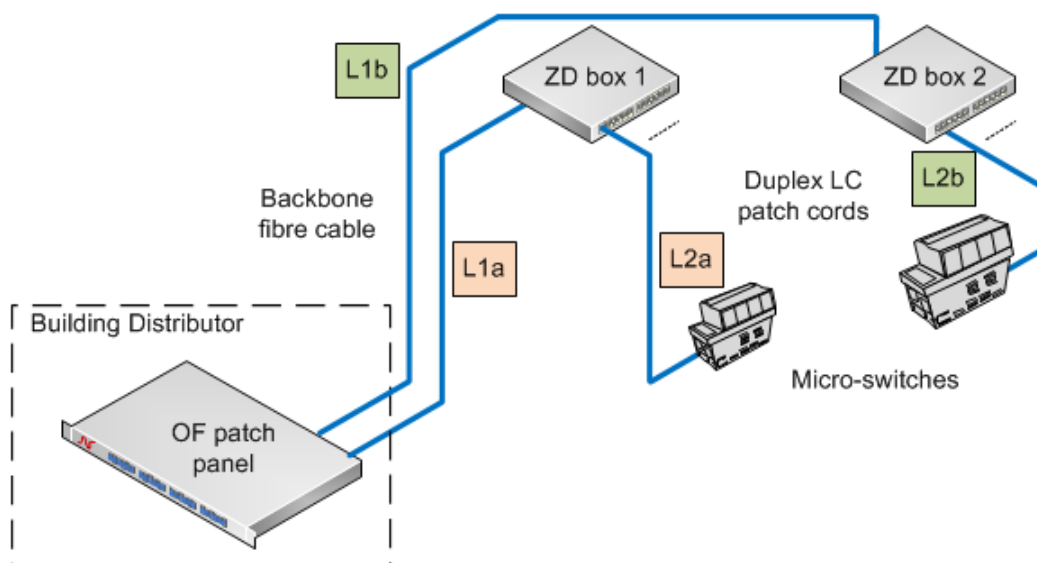 L1b
ZD box 1
ZD box 2
Backbone
fibre cable
Duplex LC
patch cords
L2b
L1a
L2a
Building Distributor
Micro-switches
OF patch
panel